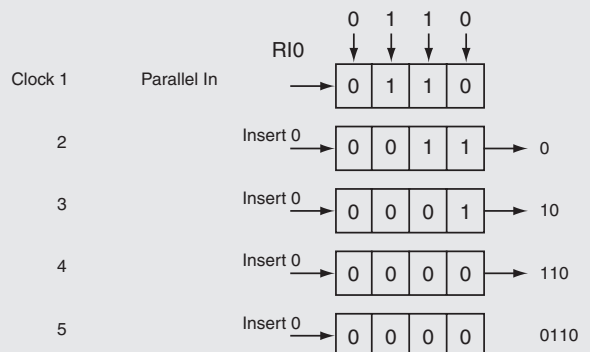 0 1 1 0
RI0
Clock 1 Parallel In 0 1 1 0
2 Insert 0 0 0 1 1 0
3 Insert 0 0 0 0 1 10
4 Insert 0 0 0 0 0 110
5 Insert 0 0 0 0 0 0110